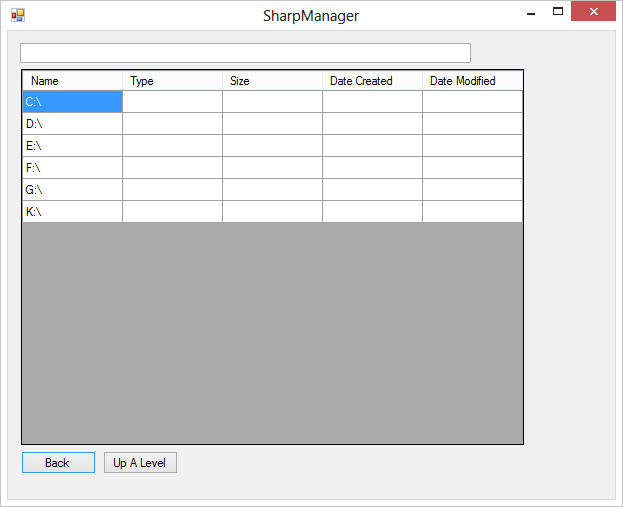 SharpManager
Name Type Size Date Created Date Modified
C:\
D:\
E:\
F:\
G:\
K:\
Back Up A Level